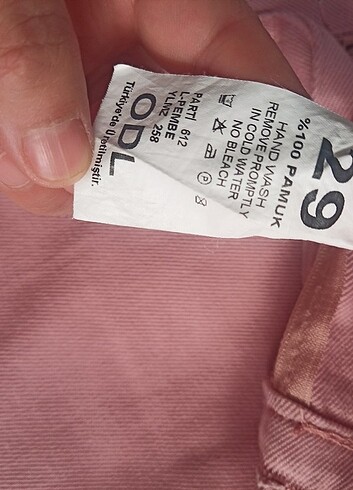 29
%100 PAMUK
HAND WASH
REMOVE PROMPTLY
IN COLD WATER
NO BLEACH
PARTI 612
L-PEMBE
YLNZ 258
ODL
Türkiye'de Üretilmiştir.